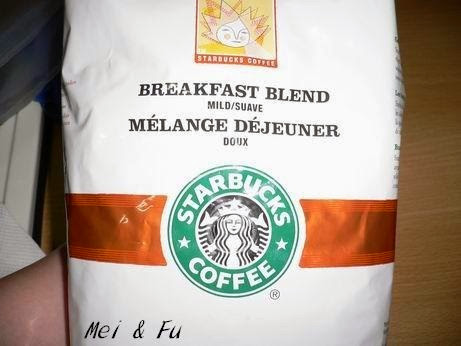 STARBUCKS COFFEE
BREAKFAST BLEND
MILD/SUAVE
MÉLANGE DÉJEUNER
DOUX
STARBUCKS
COFFEE
®
Mei & Fu